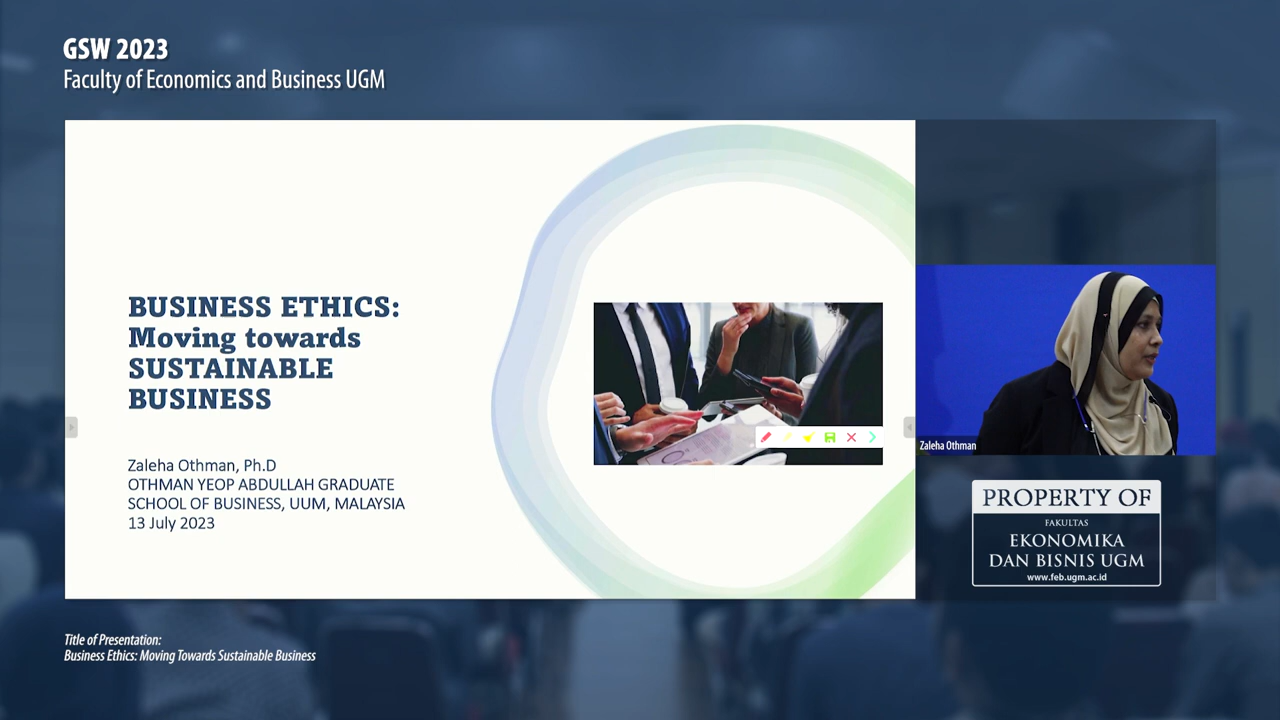 GSW 2023
Faculty of Economics and Business UGM
BUSINESS ETHICS:
Moving towards
SUSTAINABLE
BUSINESS
Zaleha Othman, Ph.D
OTHMAN YEOP ABDULLAH GRADUATE
SCHOOL OF BUSINESS, UUM, MALAYSIA
13 July 2023
Zaleha Othman
PROPERTY OF
FAKULTAS
EKONOMIKA
DAN BISNIS UGM
www.feb.ugm.ac.id
Title of Presentation:
Business Ethics: Moving Towards Sustainable Business